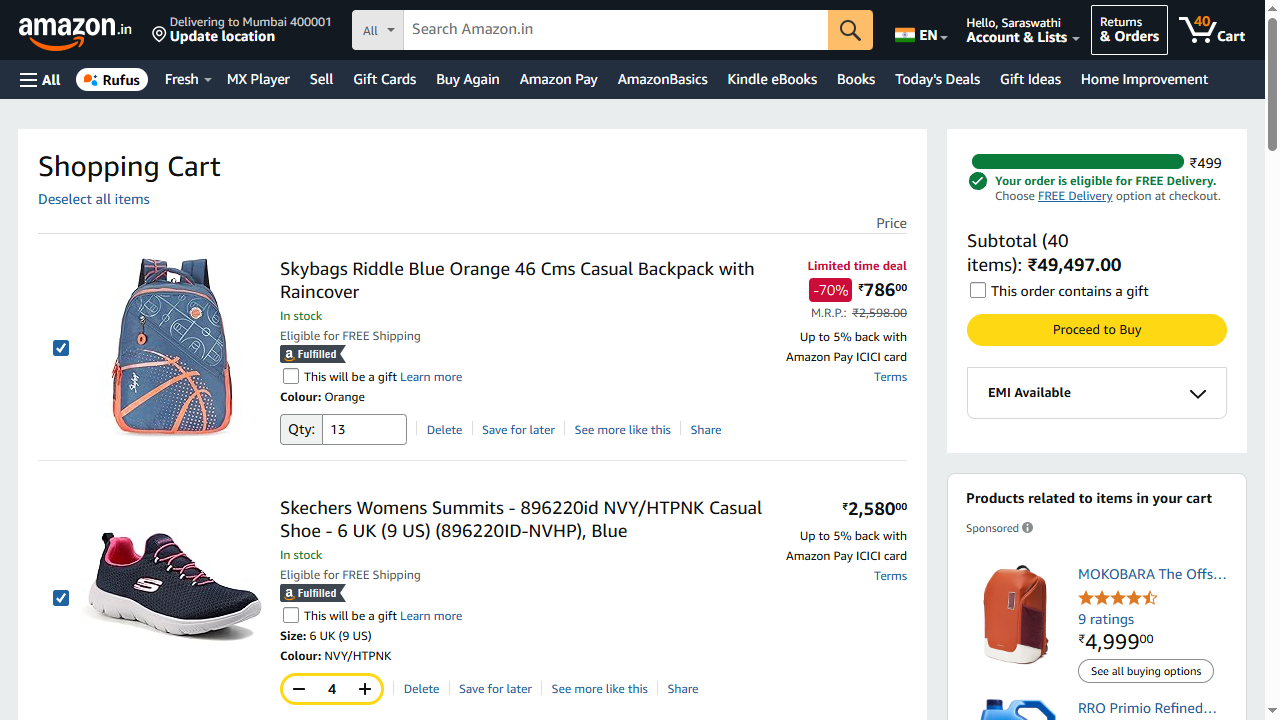 amazon.in
Delivering to Mumbai 400001
Update location
All
Search Amazon.in
EN
Hello, Saraswathi
Account & Lists
Returns
& Orders
40
Cart
All
Rufus
Fresh
MX Player
Sell
Gift Cards
Buy Again
Amazon Pay
AmazonBasics
Kindle eBooks
Books
Today's Deals
Gift Ideas
Home Improvement
Shopping Cart
Deselect all items
Price
Skybags Riddle Blue Orange 46 Cms Casual Backpack with
Raincover
In stock
Eligible for FREE Shipping
a Fulfilled
This will be a gift Learn more
Colour: Orange
Qty: 13
Delete
Save for later
See more like this
Share
Limited time deal
-70% ₹78600
M.R.P.: ₹2,598.00
Up to 5% back with
Amazon Pay ICICI card
Terms
Skechers Womens Summits - 896220id NVY/HTPNK Casual
Shoe - 6 UK (9 US) (896220ID-NVHP), Blue
In stock
Eligible for FREE Shipping
a Fulfilled
This will be a gift Learn more
Size: 6 UK (9 US)
Colour: NVY/HTPNK
4
Delete
Save for later
See more like this
Share
₹2,58000
Up to 5% back with
Amazon Pay ICICI card
Terms
₹499
Your order is eligible for FREE Delivery.
Choose FREE Delivery option at checkout.
Subtotal (40
items): ₹49,497.00
This order contains a gift
Proceed to Buy
EMI Available
Products related to items in your cart
Sponsored
MOKOBARA The Offs...
9 ratings
₹4,99900
See all buying options
RRO Primio Refined...